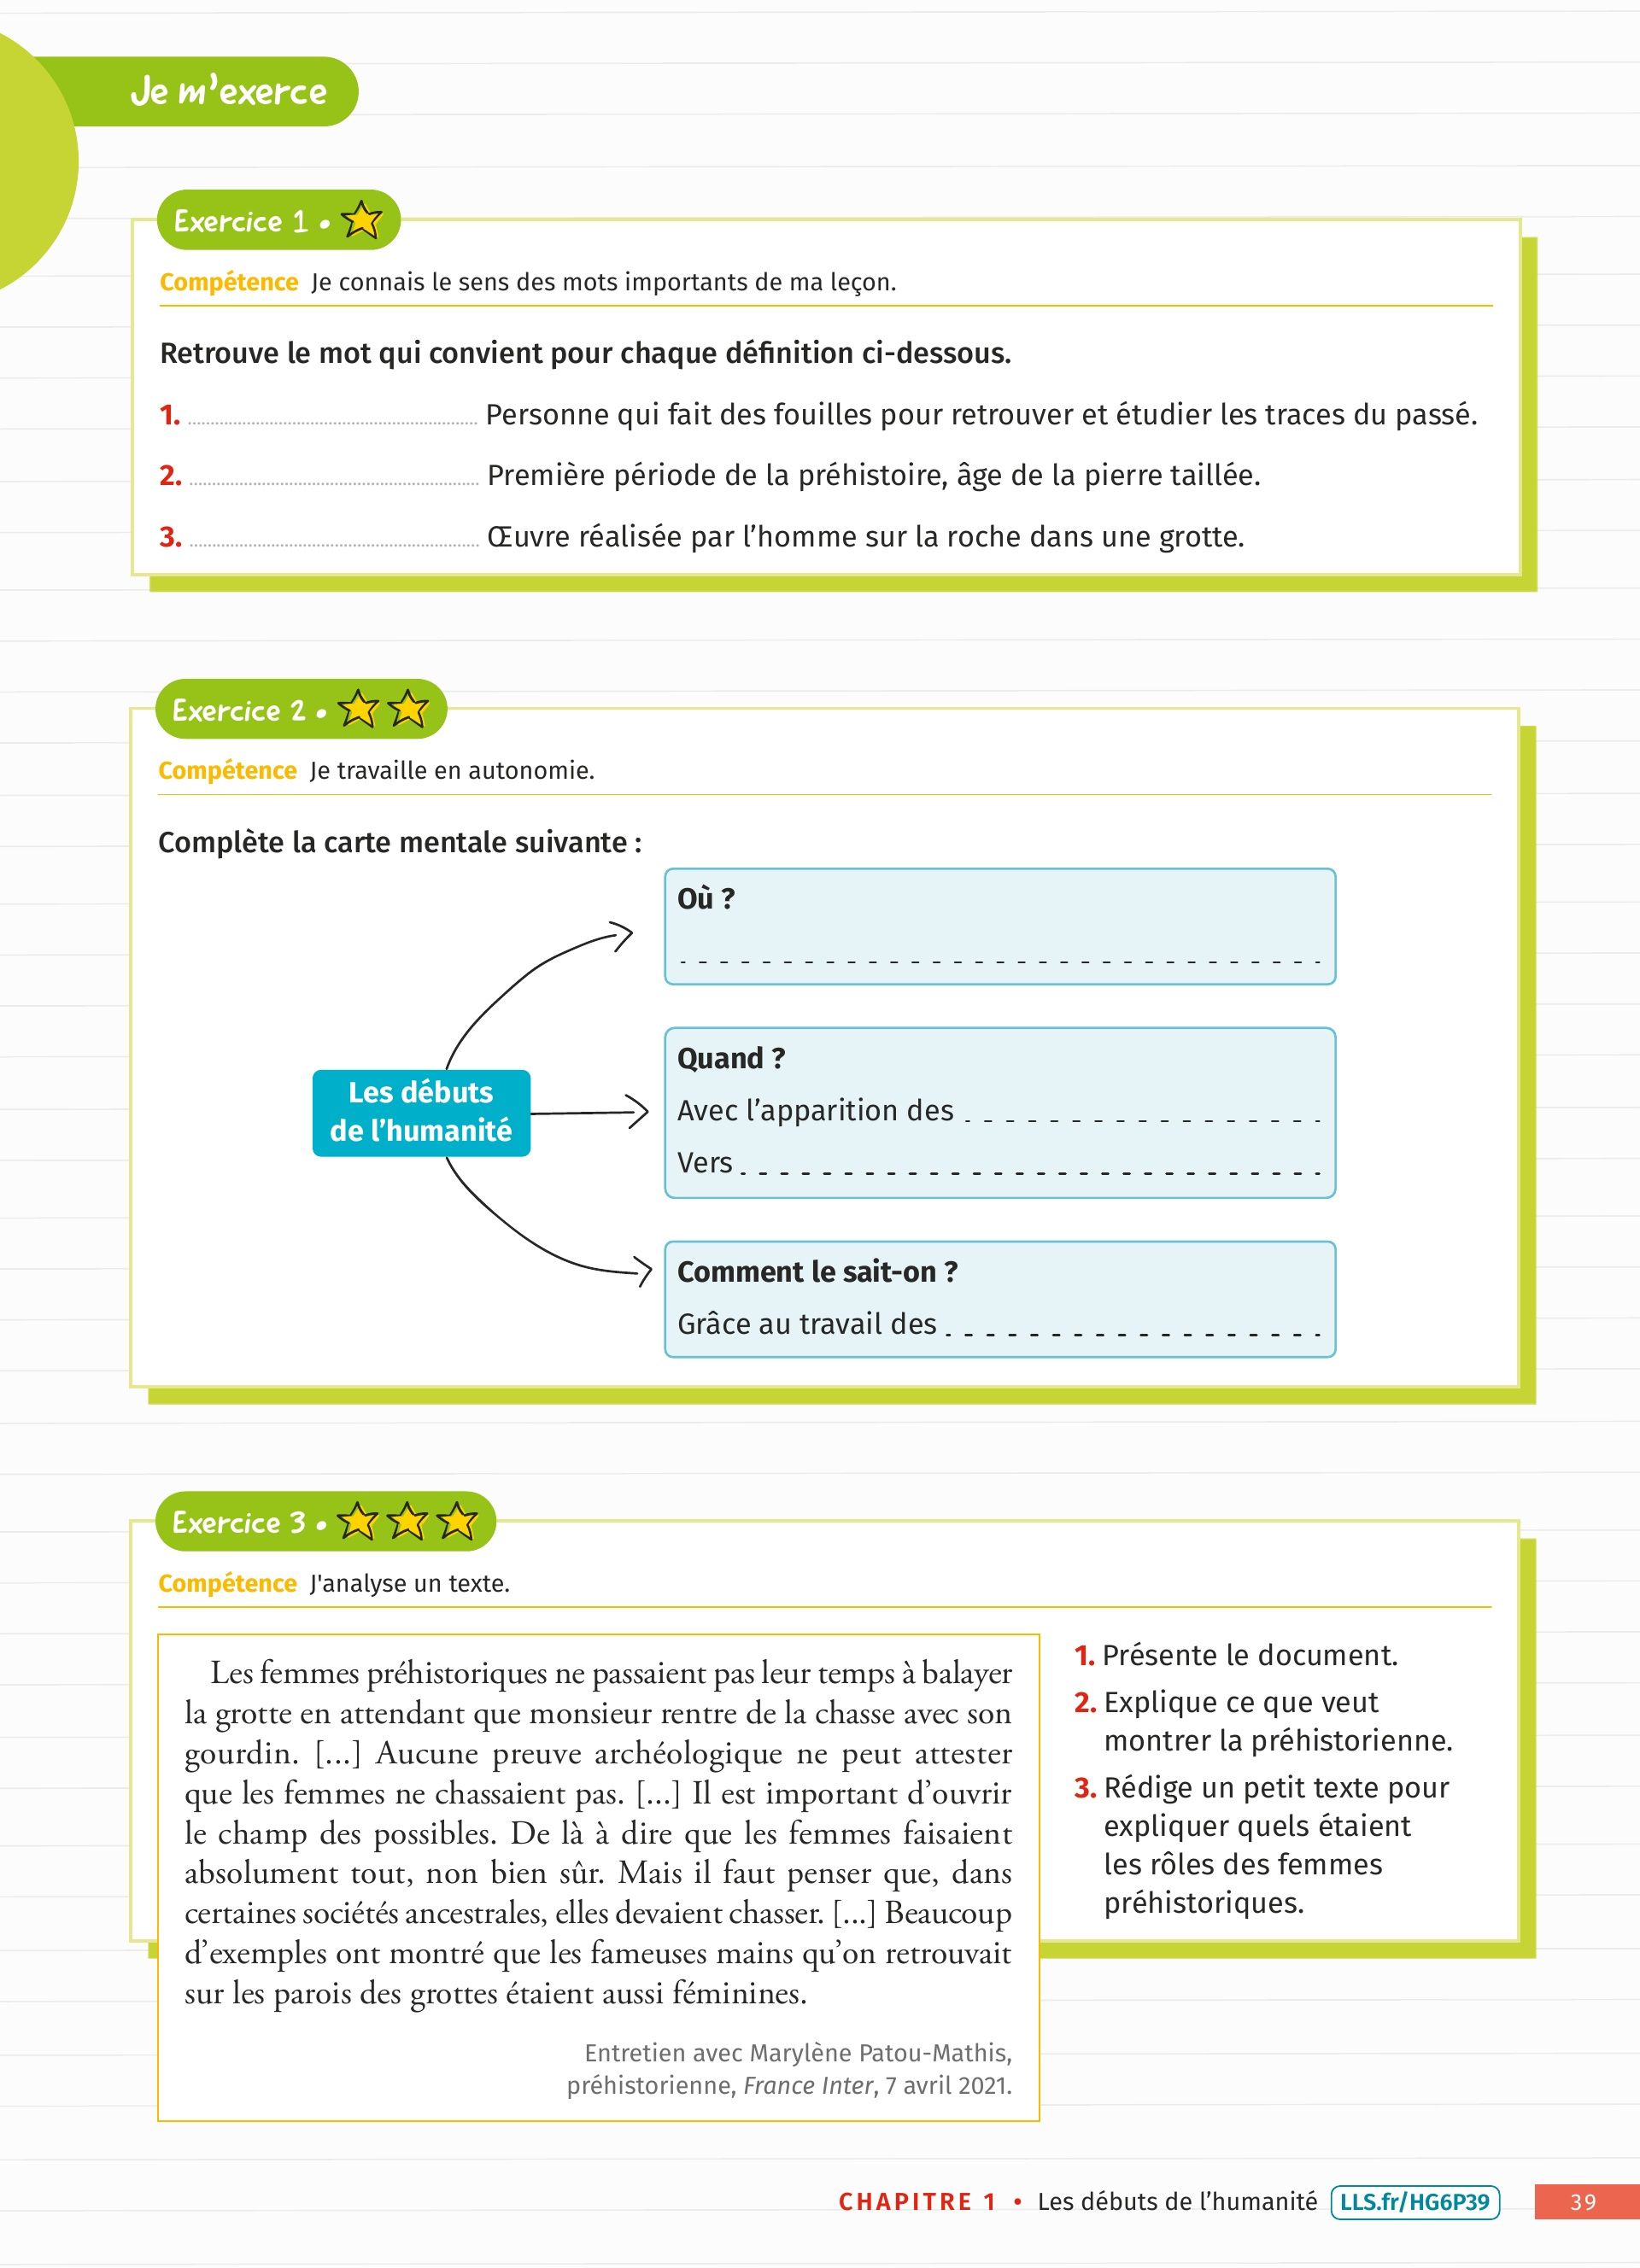 Je m'exerce
Exercice 1 •
Compétence Je connais le sens des mots importants de ma leçon.
Retrouve le mot qui convient pour chaque définition ci-dessous.
1. Personne qui fait des fouilles pour retrouver et étudier les traces du passé.
2. Première période de la préhistoire, âge de la pierre taillée.
3. Œuvre réalisée par l'homme sur la roche dans une grotte.
Exercice 2 •
Compétence Je travaille en autonomie.
Complète la carte mentale suivante :
Les débuts
de l'humanité
Où ?
Quand ?
Avec l'apparition des
Vers
Comment le sait-on ?
Grâce au travail des
Exercice 3 •
Compétence J'analyse un texte.
Les femmes préhistoriques ne passaient pas leur temps à balayer
la grotte en attendant que monsieur rentre de la chasse avec son
gourdin. [...] Aucune preuve archéologique ne peut attester
que les femmes ne chassaient pas. [...] Il est important d'ouvrir
le champ des possibles. De là à dire que les femmes faisaient
absolument tout, non bien sûr. Mais il faut penser que, dans
certaines sociétés ancestrales, elles devaient chasser. [...] Beaucoup
d'exemples ont montré que les fameuses mains qu'on retrouvait
sur les parois des grottes étaient aussi féminines.
Entretien avec Marylène Patou-Mathis,
préhistorienne, France Inter, 7 avril 2021.
1. Présente le document.
2. Explique ce que veut
montrer la préhistorienne.
3. Rédige un petit texte pour
expliquer quels étaient
les rôles des femmes
préhistoriques.
CHAPITRE 1 • Les débuts de l'humanité LLS.fr/HG6P39 39